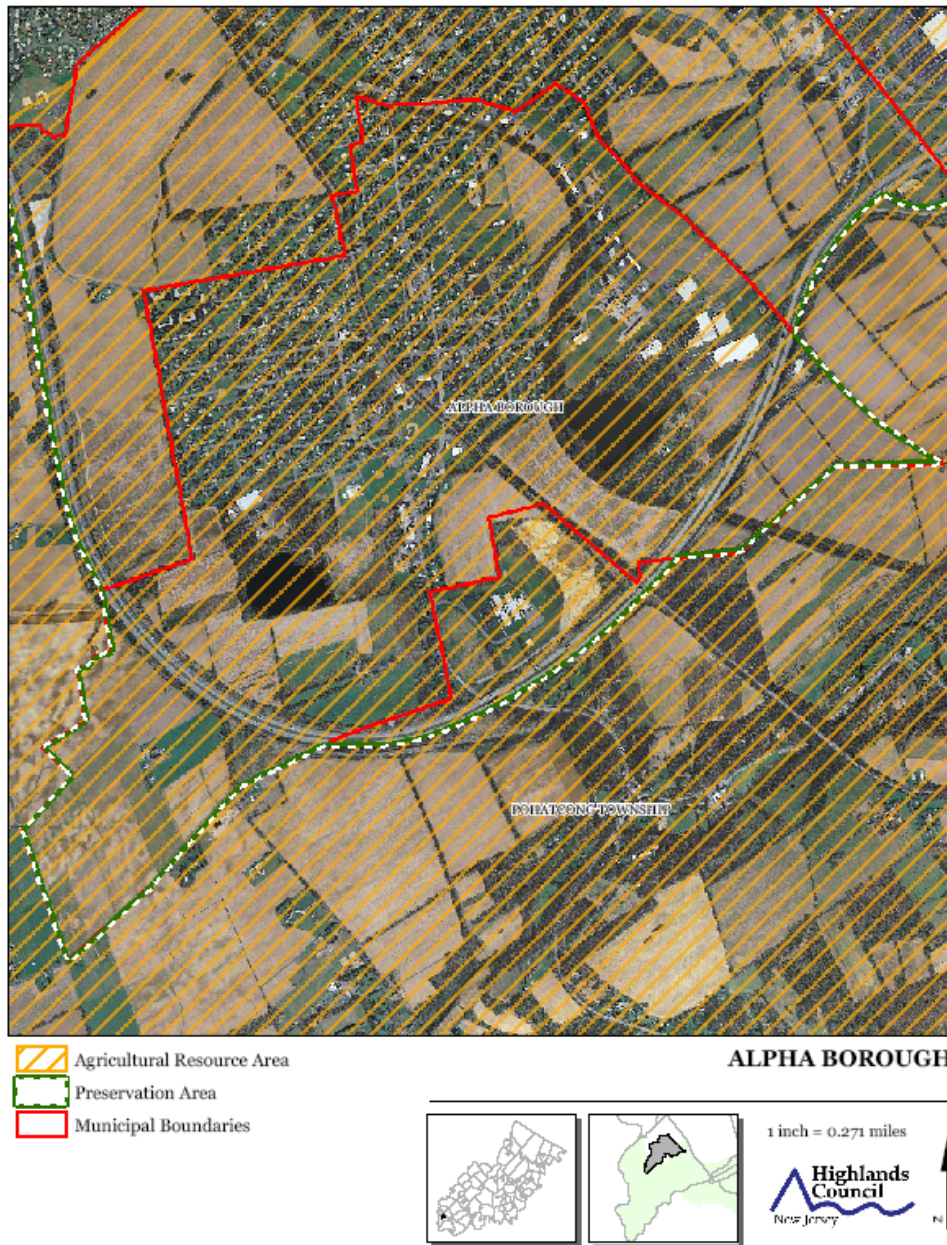 ALPHA BOROUGH
POHATCONG TOWNSHIP
Agricultural Resource Area
Preservation Area
Municipal Boundaries
ALPHA BOROUGH
1 inch = 0.271 miles
Highlands
Council
New Jersey
N